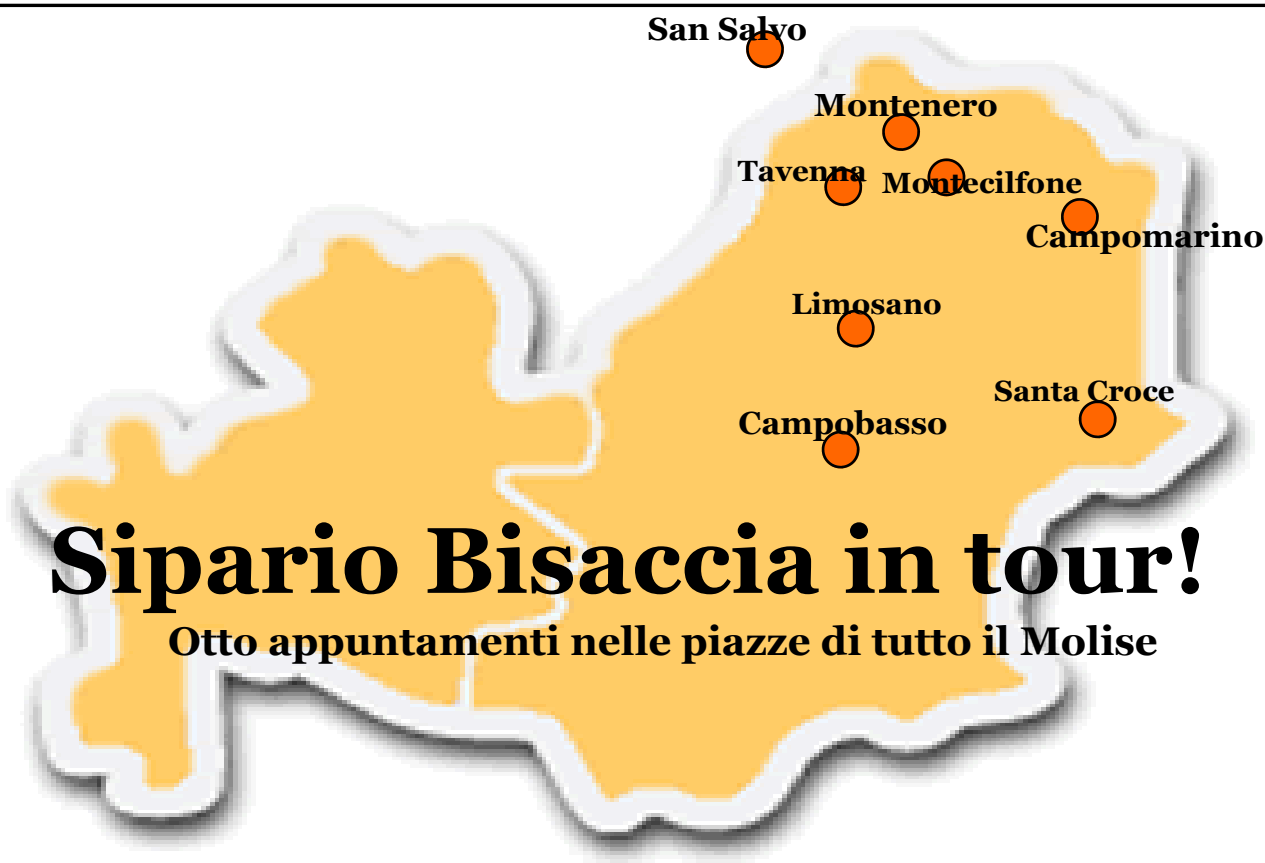 San Salvo
Montenero
Tavenna
Montecilfone
Campomarino
Limosano
Santa Croce
Campobasso
Sipario Bisaccia in tour!
Otto appuntamenti nelle piazze di tutto il Molise